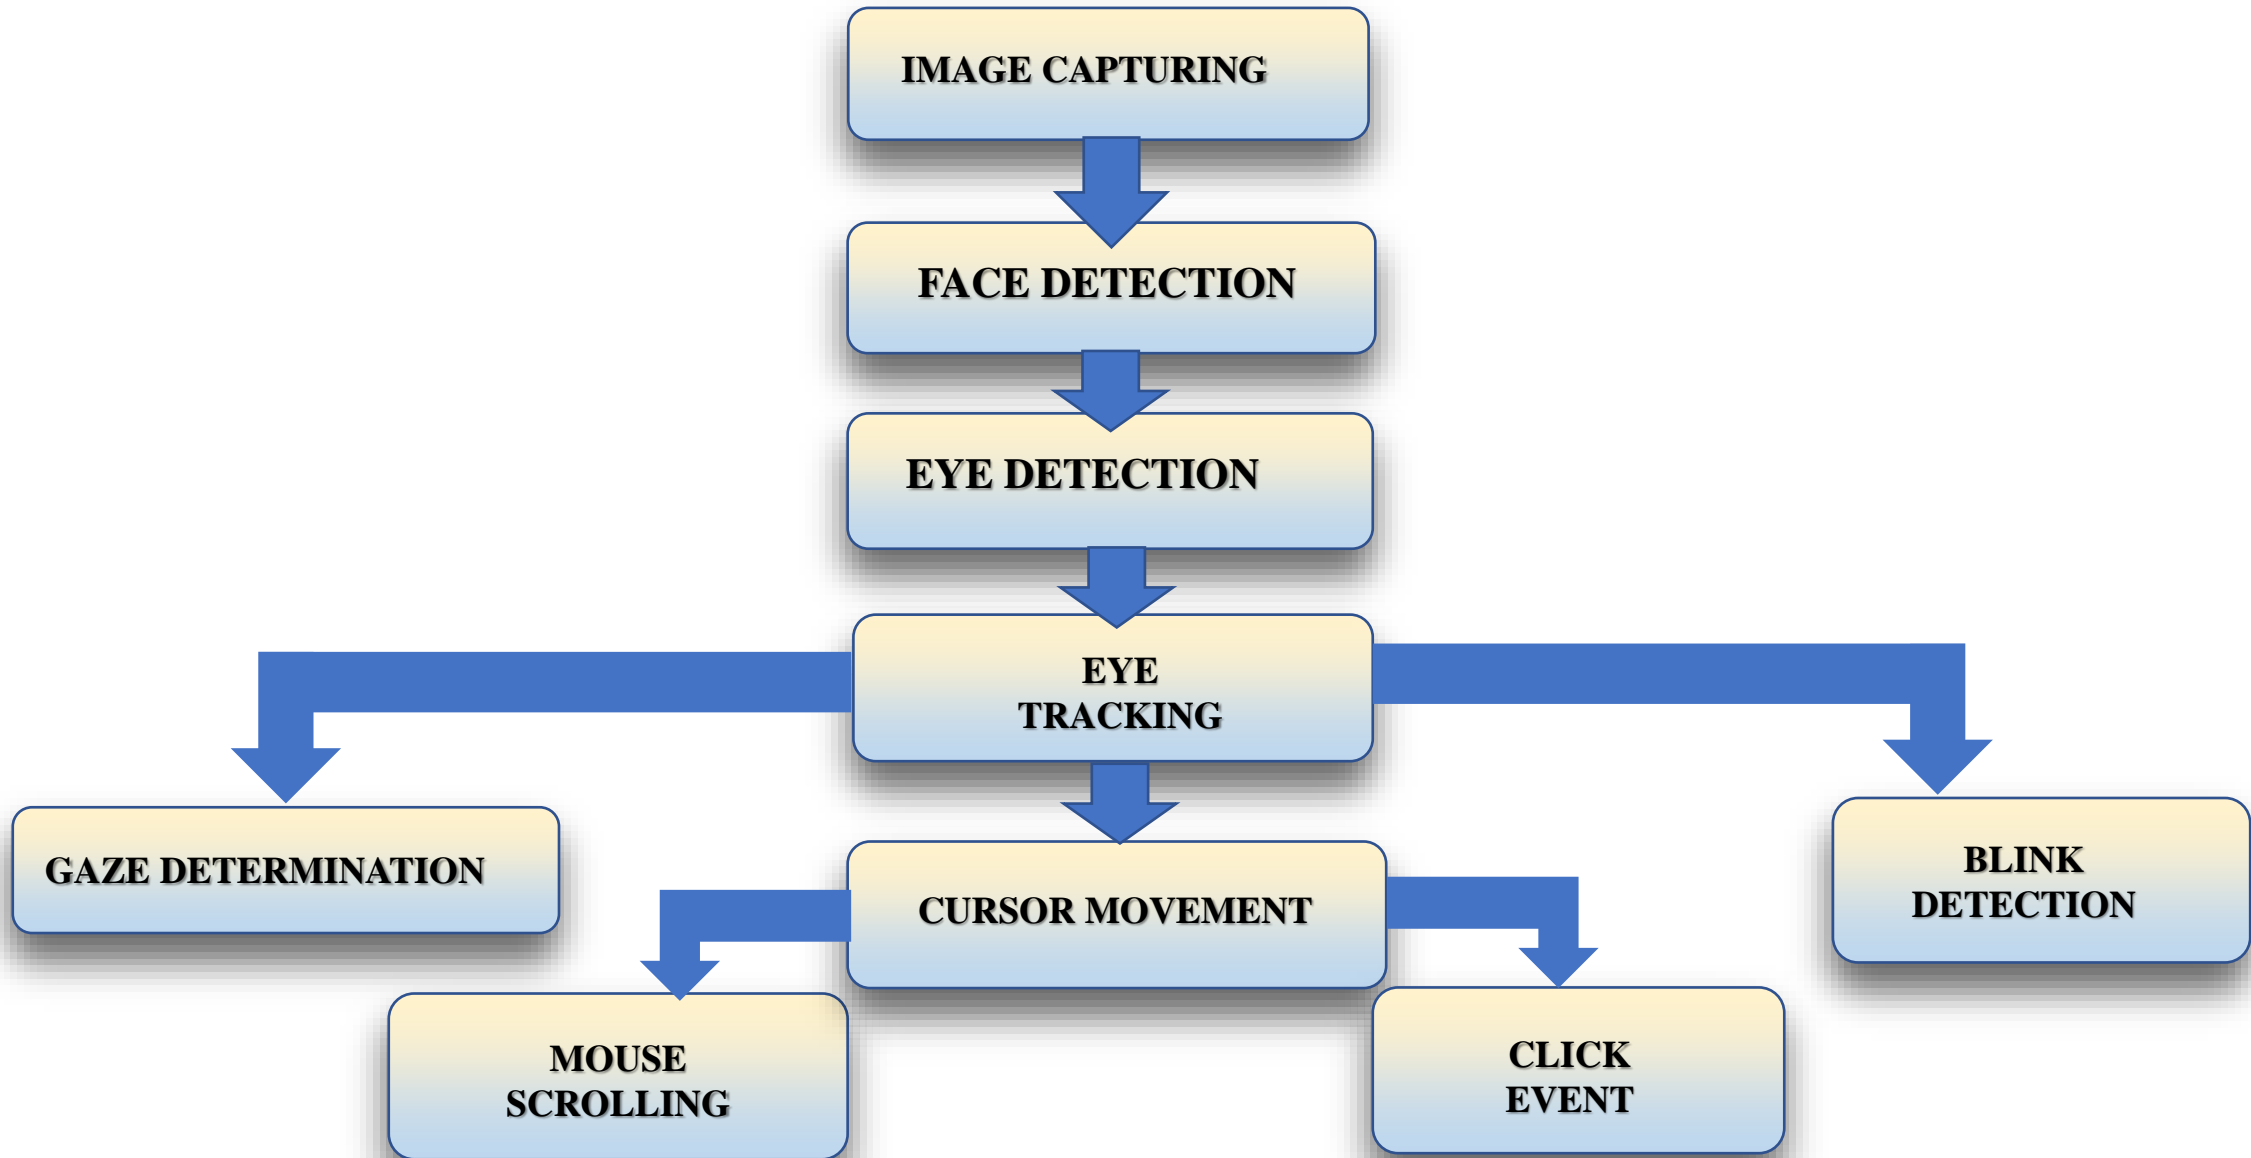 IMAGE CAPTURING
FACE DETECTION
EYE DETECTION
EYE
TRACKING
GAZE DETERMINATION
CURSOR MOVEMENT
BLINK
DETECTION
MOUSE
SCROLLING
CLICK
EVENT